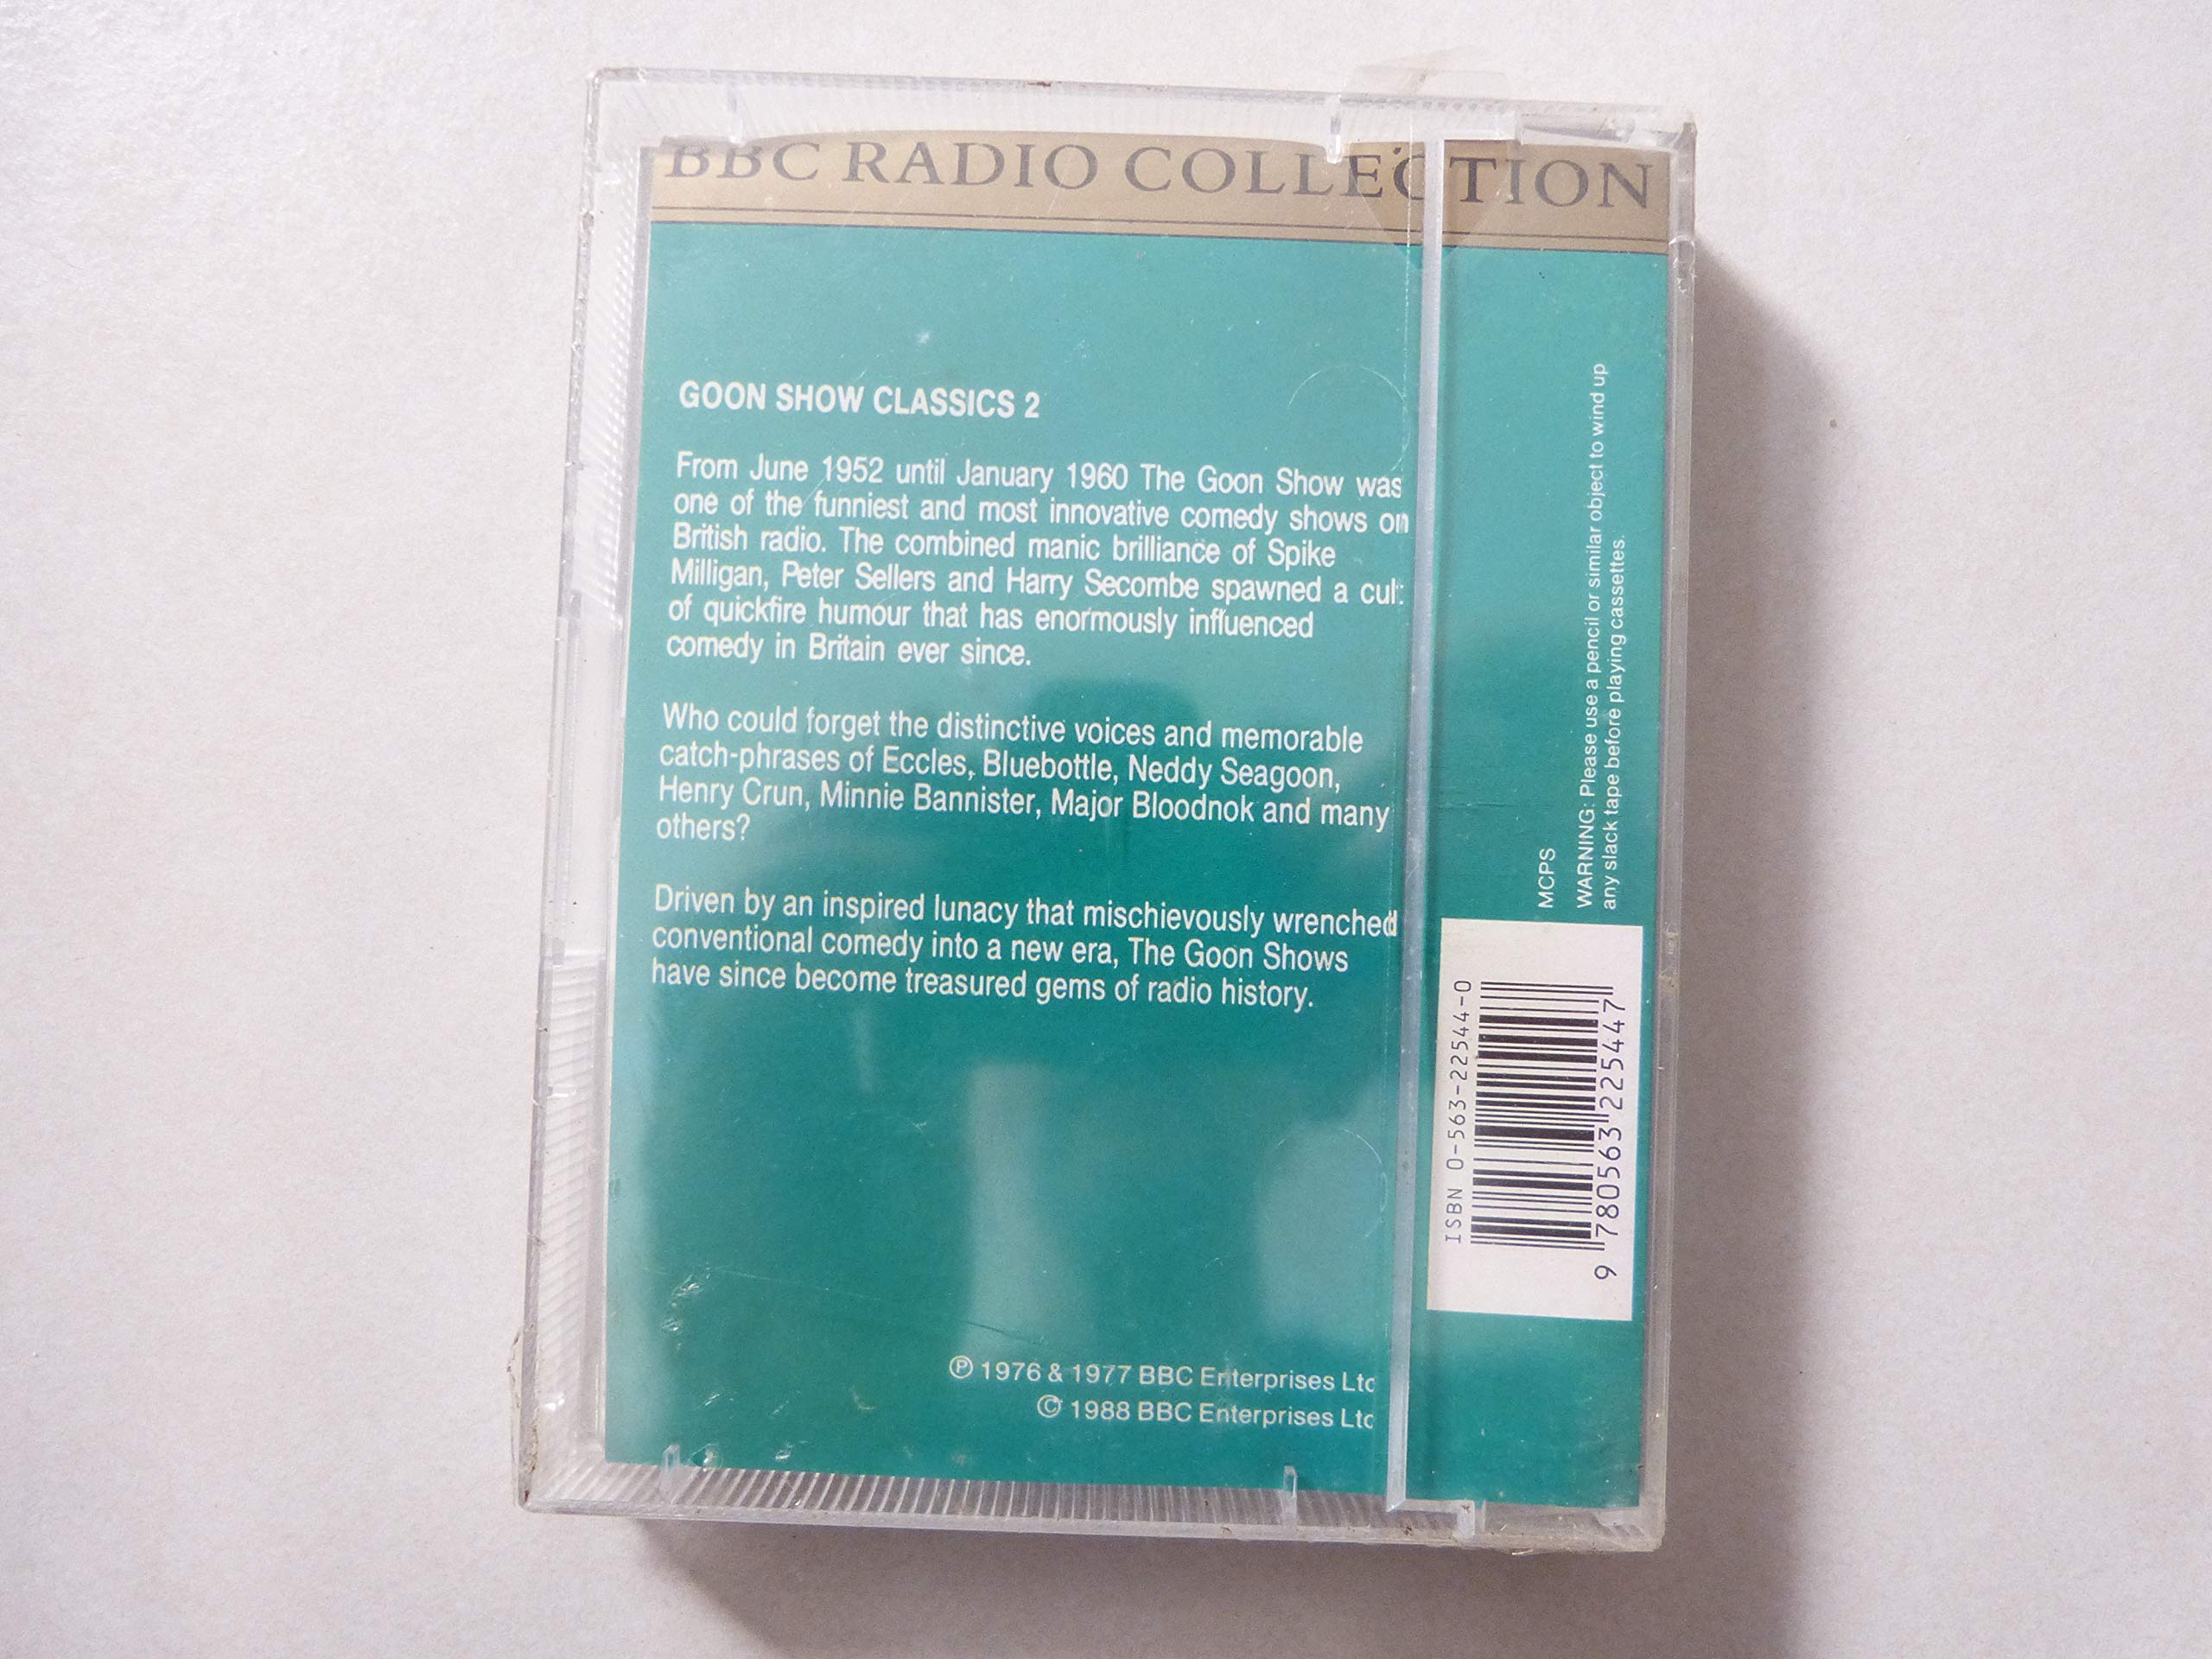 BBC RADIO COLLECTION
GOON SHOW CLASSICS 2
From June 1952 until January 1960 The Goon Show was
one of the funniest and most innovative comedy shows on
British radio. The combined manic brilliance of Spike
Milligan, Peter Sellers and Harry Secombe spawned a cult
of quickfire humour that has enormously influenced
comedy in Britain ever since.
Who could forget the distinctive voices and memorable
catch-phrases of Eccles, Bluebottle, Neddy Seagoon,
Henry Crun, Minnie Bannister, Major Bloodnok and many
others?
Driven by an inspired lunacy that mischievously wrenched
conventional comedy into a new era, The Goon Shows
have since become treasured gems of radio history.
Ⓟ 1976 & 1977 BBC Enterprises Ltd
© 1988 BBC Enterprises Ltd
MCPS
WARNING: Please use a pencil or similar object to wind up
any slack tape before playing cassettes.
ISBN 0-563-22544-0
9 780563 225447